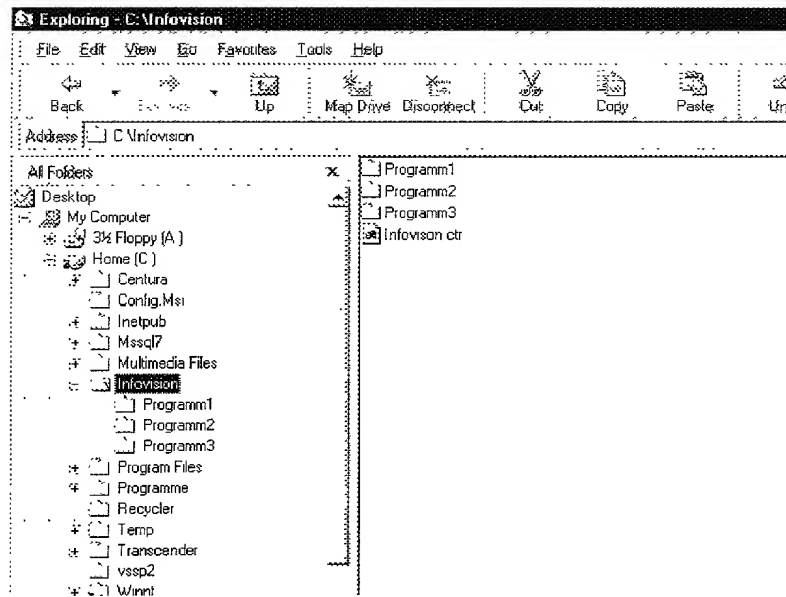 Exploring - C:\Infovision
File Edit View Go Favorites Tools Help
Back Up Map Drive Disconnect Cut Copy Paste
Address C:\Infovision
All Folders x
Desktop
My Computer
3½ Floppy (A:)
Home (C:)
Centura
Config.Msi
Inetpub
Mssql7
Multimedia Files
Infovision
Programm1
Programm2
Programm3
Program Files
Programme
Recycler
Temp
Transcender
vssp2
Winnt
Programm1
Programm2
Programm3
Infovison ctr